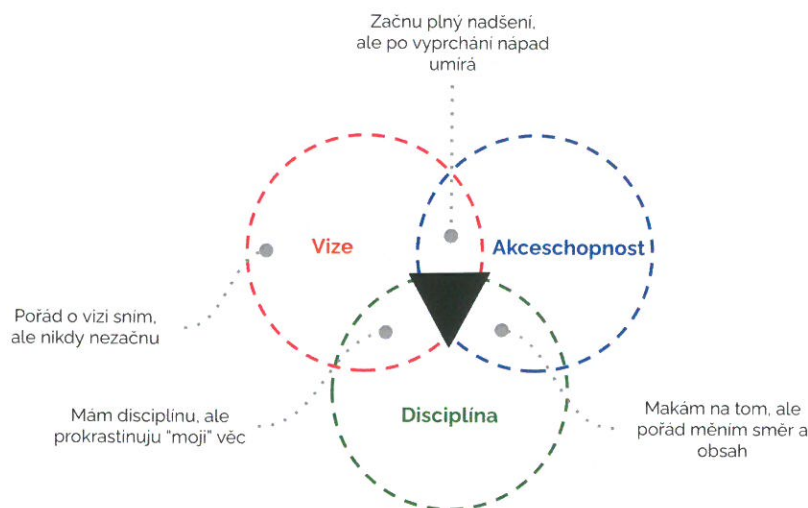 Začnu plný nadšení,
ale po vyprchání nápad
umírá
Vize
Akceschopnost
Pořád o vizi sním,
ale nikdy nezačnu
Mám disciplínu, ale
prokrastinuju "moji" věc
Disciplína
Makám na tom, ale
pořád měním směr a
obsah